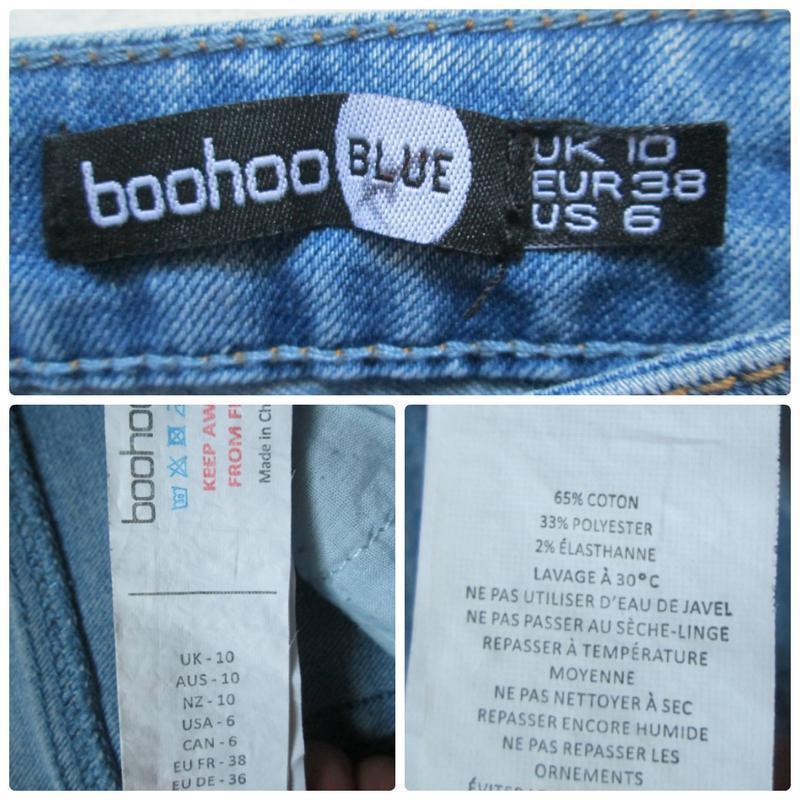 boohoo BLUE
UK 10
EUR 38
US 6
boohoo
KEEP
FROM
Made in
UK - 10
AUS - 10
NZ - 10
USA - 6
CAN - 6
EU FR - 38
EU DE - 36
65% COTON
33% POLYESTER
2% ÉLASTHANNE
LAVAGE À 30°C
NE PAS UTILISER D'EAU DE JAVEL
NE PAS PASSER AU SÈCHE-LINGE
REPASSER À TEMPÉRATURE
MOYENNE
NE PAS NETTOYER À SEC
REPASSER ENCORE HUMIDE
NE PAS REPASSER LES
ORNEMENTS